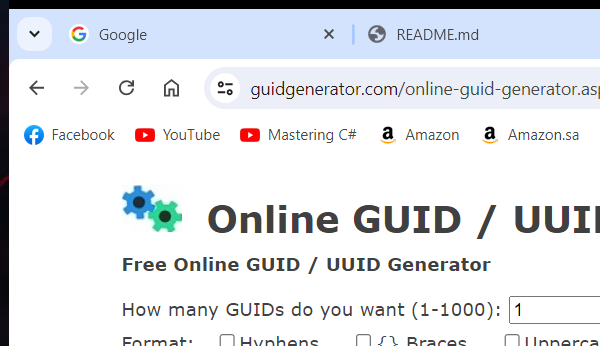 Google README.md
guidgenerator.com/online-guid-generator.asp
Facebook YouTube Mastering C# Amazon Amazon.sa
Online GUID / UUI
Free Online GUID / UUID Generator
How many GUIDs do you want (1-1000): 1
Format: Hyphens {} Braces Upperca